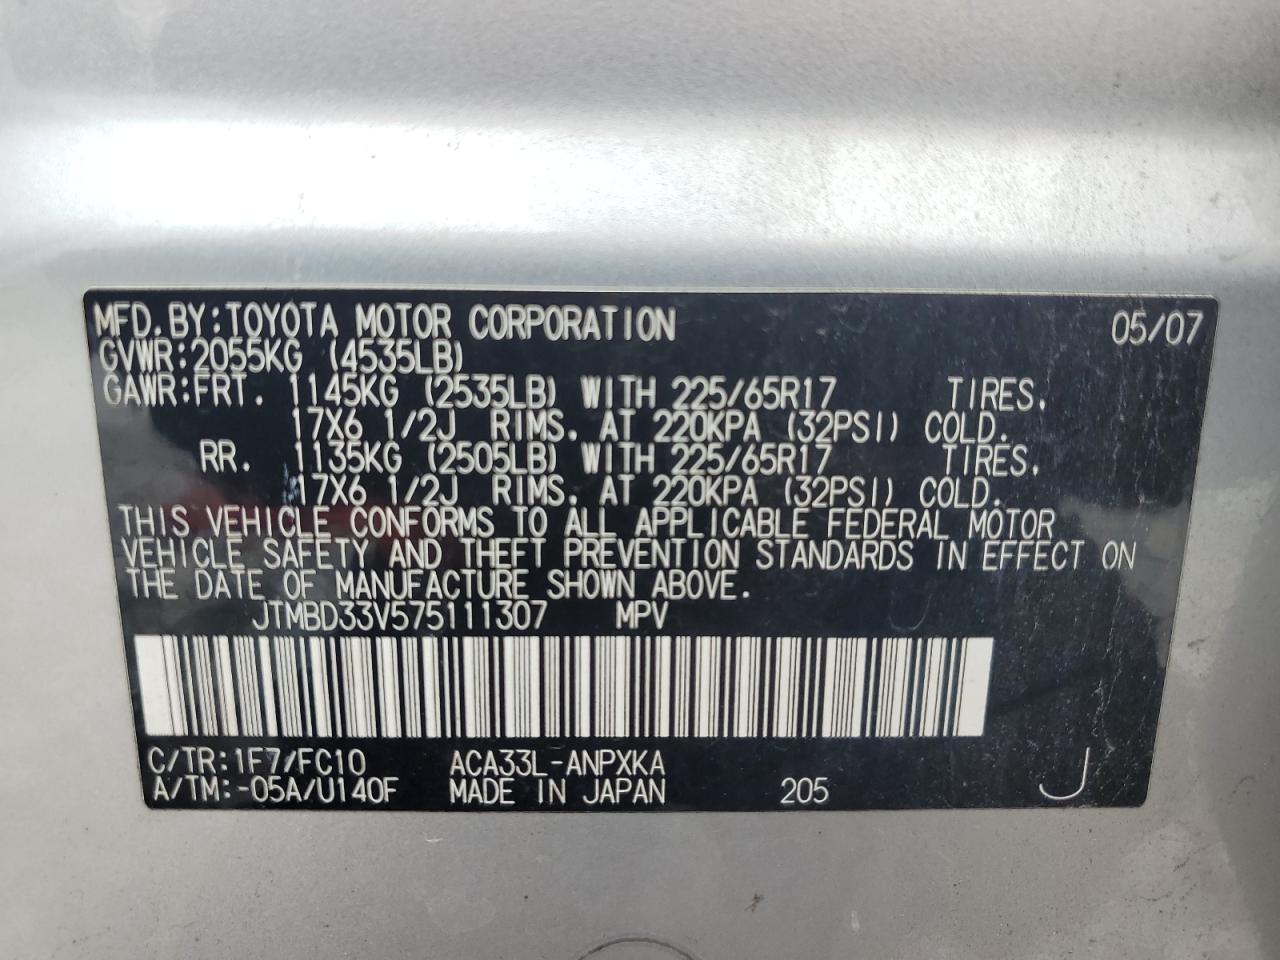 MFD.BY:TOYOTA MOTOR CORPORATION 05/07
GVWR:2055KG (4535LB)
GAWR:FRT. 1145KG (2535LB) WITH 225/65R17 TIRES,
17X6 1/2J RIMS. AT 220KPA (32PSI) COLD.
RR. 1135KG (2505LB) WITH 225/65R17 TIRES,
17X6 1/2J RIMS. AT 220KPA (32PSI) COLD.
THIS VEHICLE CONFORMS TO ALL APPLICABLE FEDERAL MOTOR
VEHICLE SAFETY AND THEFT PREVENTION STANDARDS IN EFFECT ON
THE DATE OF MANUFACTURE SHOWN ABOVE.
JTMBD33V575111307 MPV
C/TR:1F7/FC10 ACA33L-ANPXKA
A/TM:-05A/U140F MADE IN JAPAN 205 J